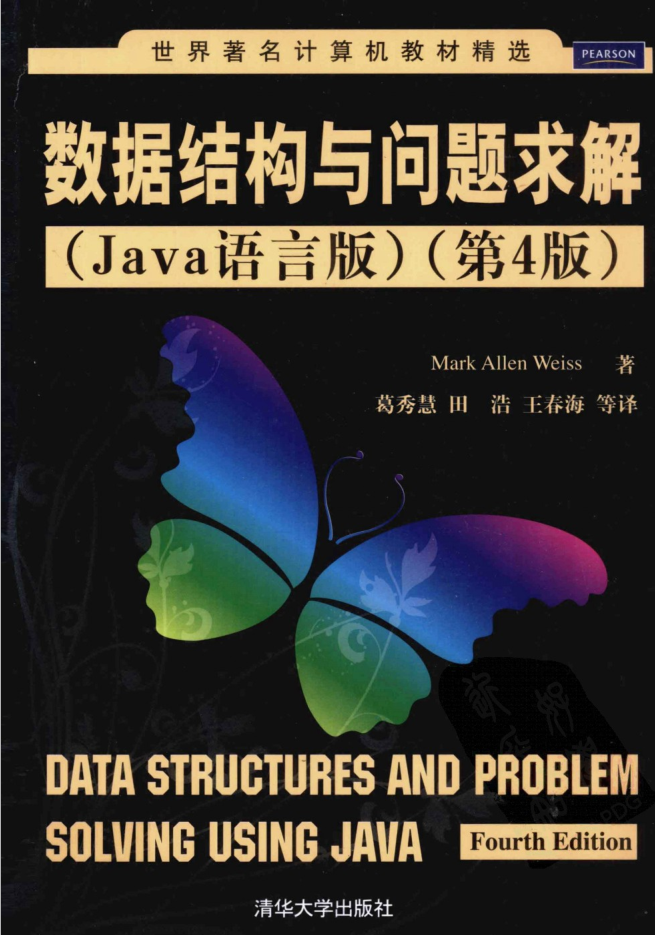 世界著名计算机教材精选
PEARSON
数据结构与问题求解
(Java语言版)(第4版)
Mark Allen Weiss 著
葛秀慧 田 浩 王春海 等译
DATA STRUCTURES AND PROBLEM
SOLVING USING JAVA Fourth Edition
PDG
清华大学出版社